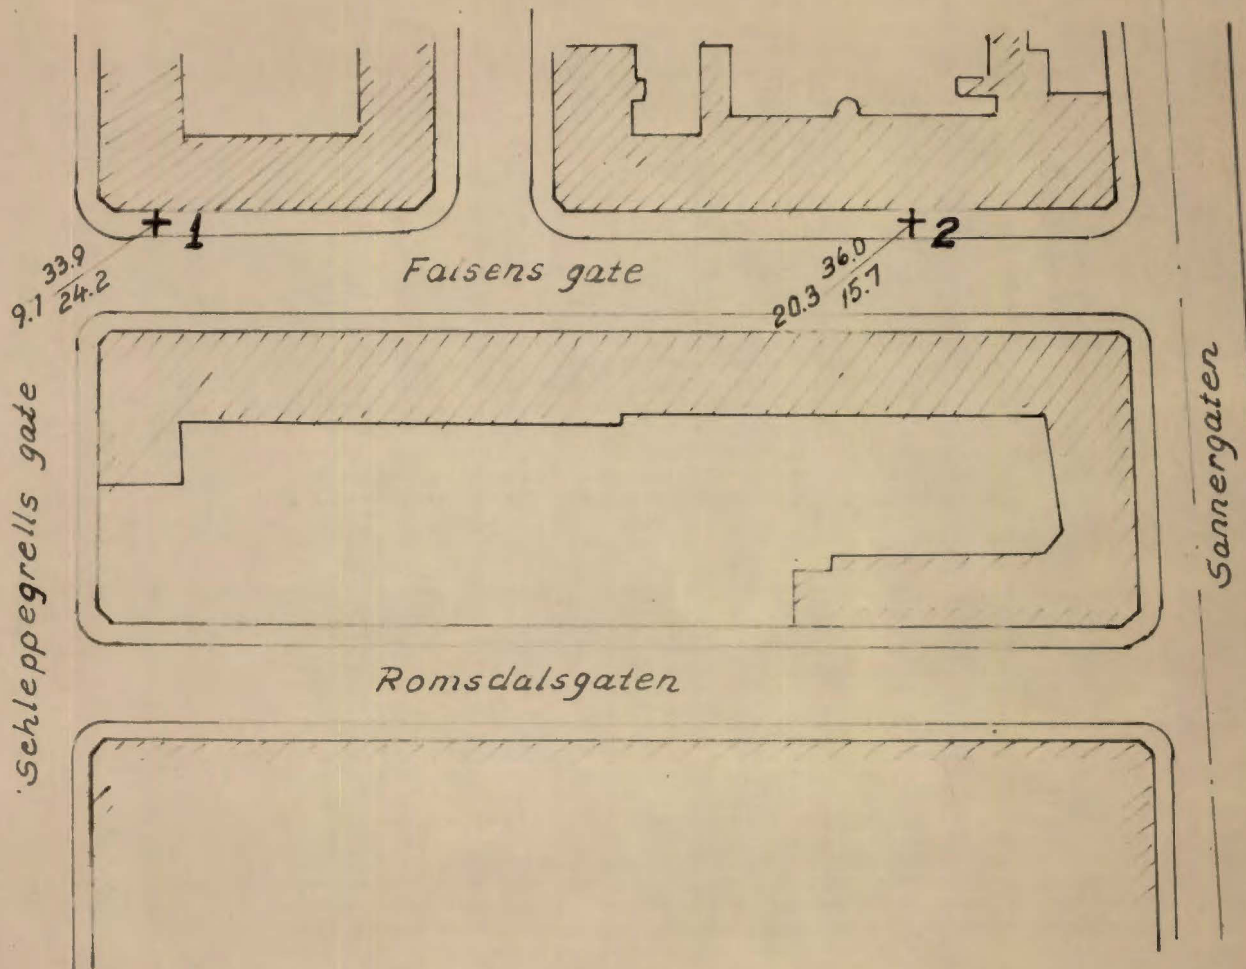 1
33.9
9.1
24.2
2
36.0
20.3
15.7
Falsens gate
Schleppegrells gate
Sannergaten
Romsdalsgaten